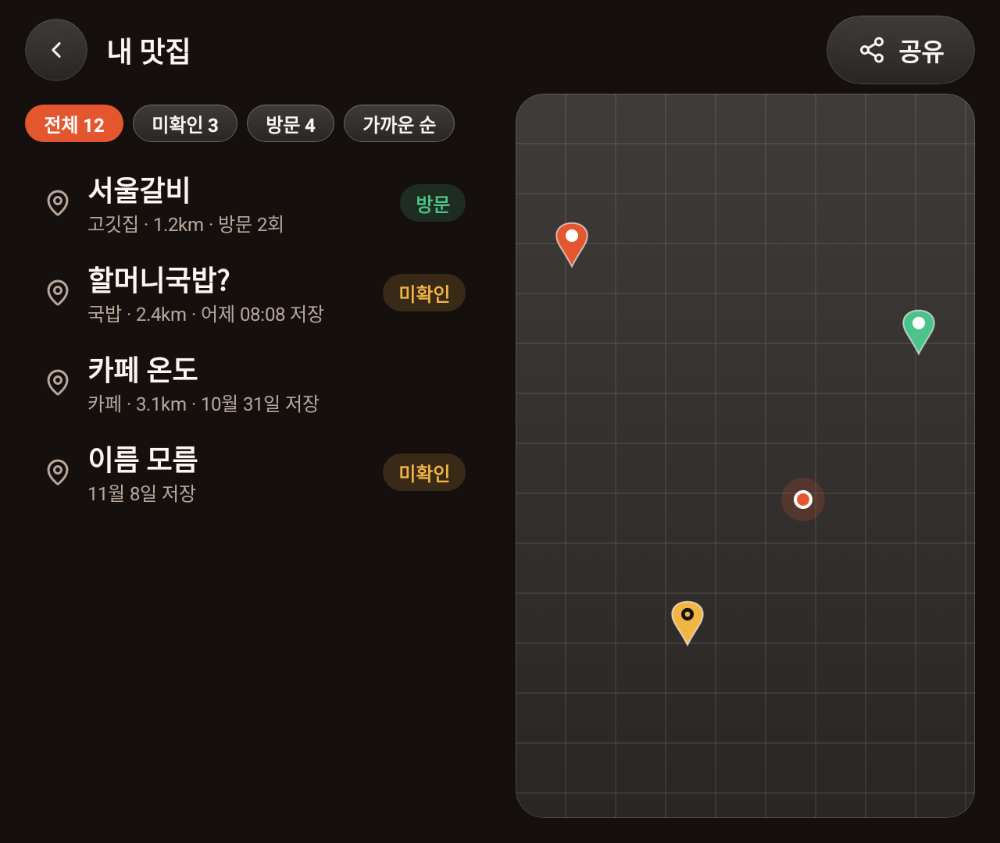 내 맛집
공유
전체 12
미확인 3
방문 4
가까운 순
서울갈비
고깃집 · 1.2km · 방문 2회
방문
할머니국밥?
국밥 · 2.4km · 어제 08:08 저장
미확인
카페 온도
카페 · 3.1km · 10월 31일 저장
이름 모름
11월 8일 저장
미확인